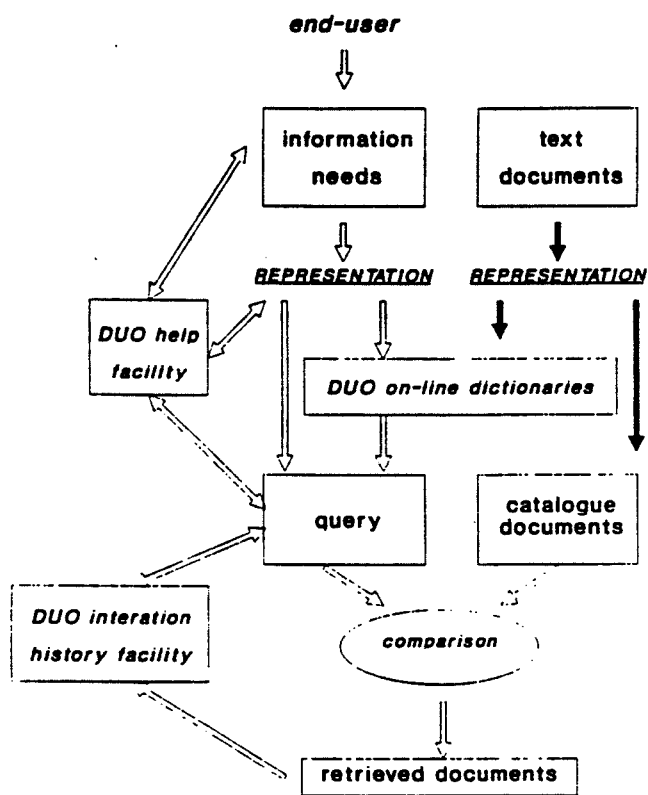 end-user
information
needs
text
documents
REPRESENTATION
REPRESENTATION
DUO help
facility
DUO on-line dictionaries
query
catalogue
documents
DUO interation
history facility
comparison
retrieved documents